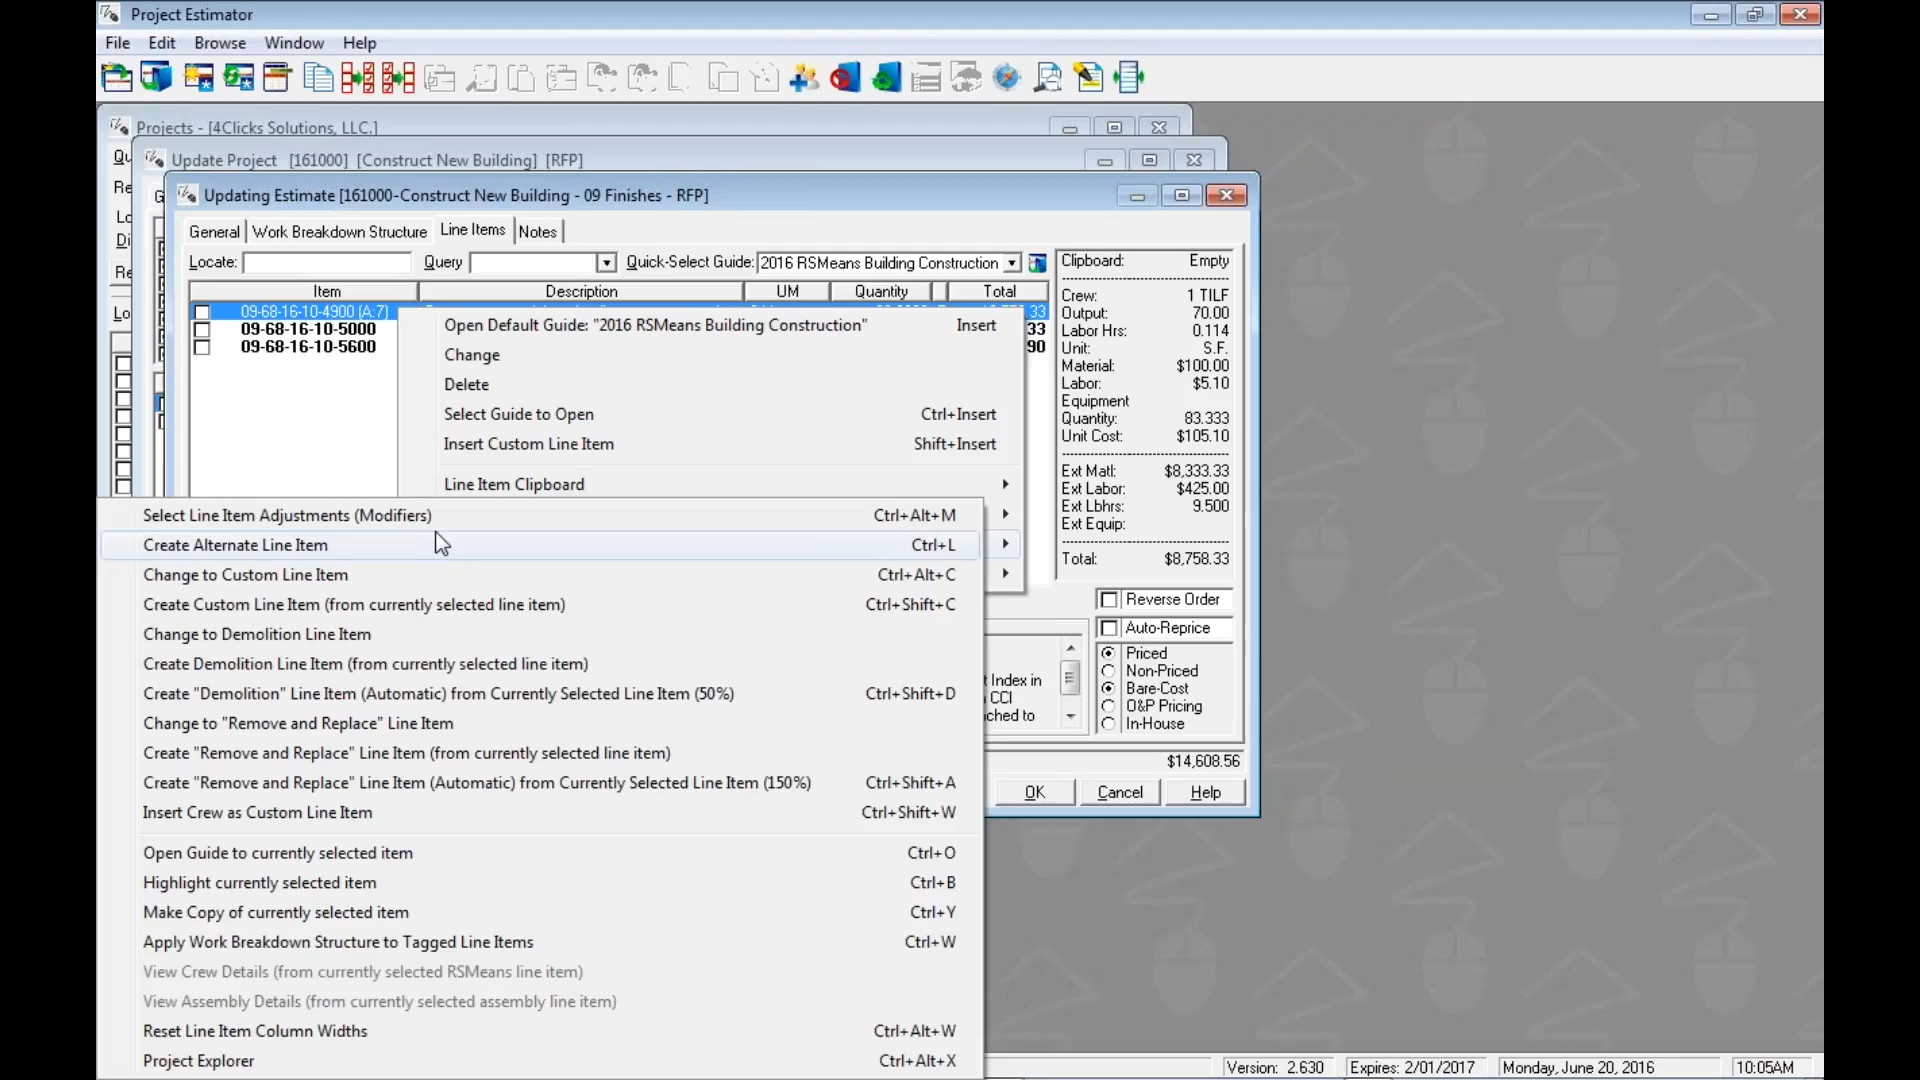 Project Estimator
File Edit Browse Window Help
Projects - [4Clicks Solutions, LLC.]
Update Project [161000] [Construct New Building] [RFP]
Updating Estimate [161000-Construct New Building - 09 Finishes - RFP]
General Work Breakdown Structure Line Items Notes
Locate: Query Quick-Select Guide: 2016 RSMeans Building Construction
Item Description UM Quantity Total
09-68-16-10-4900 (A:7)
09-68-16-10-5000
09-68-16-10-5600
Open Default Guide: "2016 RSMeans Building Construction" Insert
Change
Delete
Select Guide to Open Ctrl+Insert
Insert Custom Line Item Shift+Insert
Line Item Clipboard
Select Line Item Adjustments (Modifiers) Ctrl+Alt+M
Create Alternate Line Item Ctrl+L
Change to Custom Line Item Ctrl+Alt+C
Create Custom Line Item (from currently selected line item) Ctrl+Shift+C
Change to Demolition Line Item
Create Demolition Line Item (from currently selected line item)
Create "Demolition" Line Item (Automatic) from Currently Selected Line Item (50%) Ctrl+Shift+D
Change to "Remove and Replace" Line Item
Create "Remove and Replace" Line Item (from currently selected line item)
Create "Remove and Replace" Line Item (Automatic) from Currently Selected Line Item (150%) Ctrl+Shift+A
Insert Crew as Custom Line Item Ctrl+Shift+W
Open Guide to currently selected item Ctrl+O
Highlight currently selected item Ctrl+B
Make Copy of currently selected item Ctrl+Y
Apply Work Breakdown Structure to Tagged Line Items Ctrl+W
View Crew Details (from currently selected RSMeans line item)
View Assembly Details (from currently selected assembly line item)
Reset Line Item Column Widths Ctrl+Alt+W
Project Explorer Ctrl+Alt+X
Clipboard: Empty
Crew: 1 TILF
Output: 70.00
Labor Hrs: 0.114
Unit: S.F.
Material: $100.00
Labor: $5.10
Equipment
Quantity: 83.333
Unit Cost: $105.10
Ext Matl: $8,333.33
Ext Labor: $425.00
Ext Lbhrs: 9.500
Ext Equip:
Total: $8,758.33
Reverse Order
Auto-Reprice
Priced
Non-Priced
Bare-Cost
O&P Pricing
In-House
t Index in
CCI
ched to
$14,608.56
OK Cancel Help
Version: 2.630 Expires: 2/01/2017 Monday, June 20, 2016 10:05AM